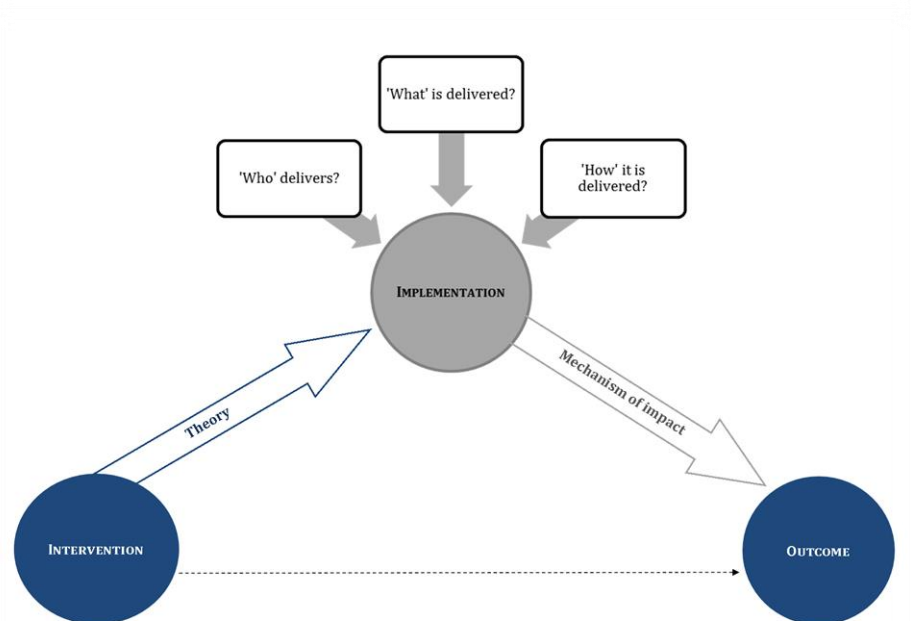 'What' is delivered?
'Who' delivers?
'How' it is
delivered?
IMPLEMENTATION
Theory
Mechanism of impact
INTERVENTION
OUTCOME